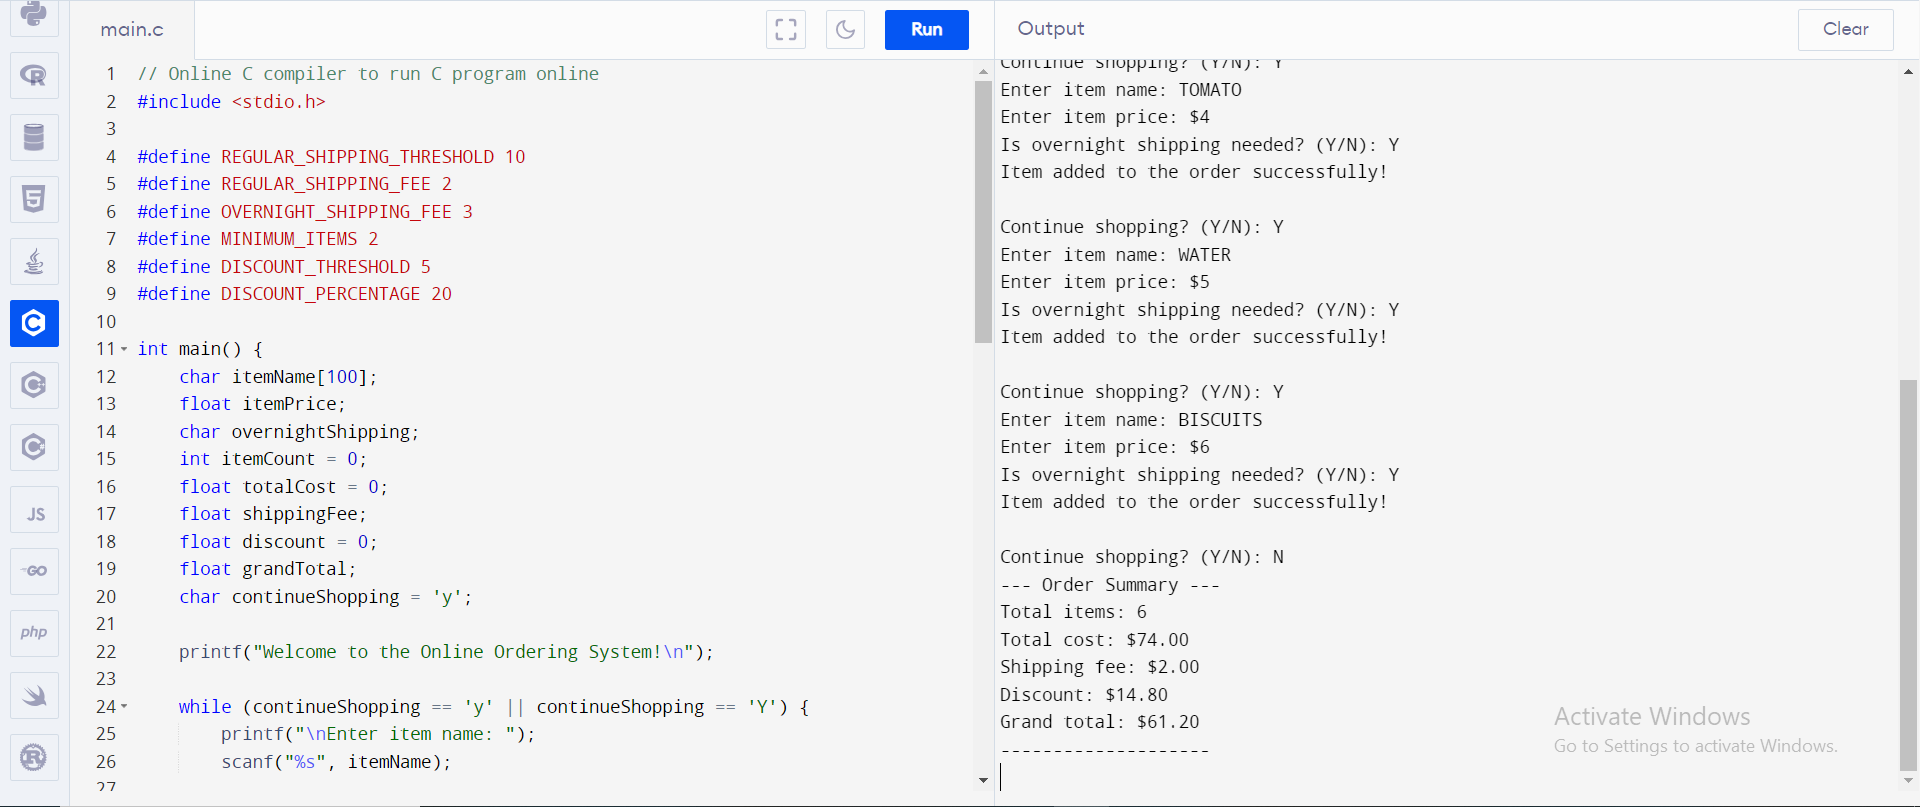 main.c
Run
Output
Clear
1 // Online C compiler to run C program online
2 #include <stdio.h>
3
4 #define REGULAR_SHIPPING_THRESHOLD 10
5 #define REGULAR_SHIPPING_FEE 2
6 #define OVERNIGHT_SHIPPING_FEE 3
7 #define MINIMUM_ITEMS 2
8 #define DISCOUNT_THRESHOLD 5
9 #define DISCOUNT_PERCENTAGE 20
10
11 int main() {
12 char itemName[100];
13 float itemPrice;
14 char overnightShipping;
15 int itemCount = 0;
16 float totalCost = 0;
17 float shippingFee;
18 float discount = 0;
19 float grandTotal;
20 char continueShopping = 'y';
21
22 printf("Welcome to the Online Ordering System!\n");
23
24 while (continueShopping == 'y' || continueShopping == 'Y') {
25 printf("\nEnter item name: ");
26 scanf("%s", itemName);
27
Continue shopping? (Y/N): Y
Enter item name: TOMATO
Enter item price: $4
Is overnight shipping needed? (Y/N): Y
Item added to the order successfully!
Continue shopping? (Y/N): Y
Enter item name: WATER
Enter item price: $5
Is overnight shipping needed? (Y/N): Y
Item added to the order successfully!
Continue shopping? (Y/N): Y
Enter item name: BISCUITS
Enter item price: $6
Is overnight shipping needed? (Y/N): Y
Item added to the order successfully!
Continue shopping? (Y/N): N
--- Order Summary ---
Total items: 6
Total cost: $74.00
Shipping fee: $2.00
Discount: $14.80
Grand total: $61.20
--------------------
Activate Windows
Go to Settings to activate Windows.
R
5
C
C
C
JS
GO
php
R